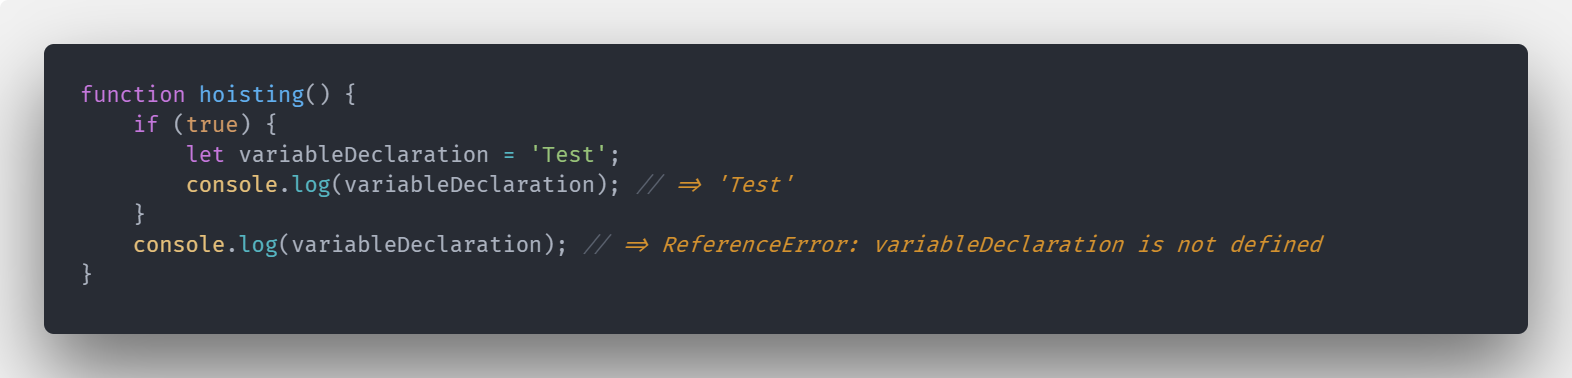 function hoisting() {
    if (true) {
        let variableDeclaration = 'Test';
        console.log(variableDeclaration); // => 'Test'
    }
    console.log(variableDeclaration); // => ReferenceError: variableDeclaration is not defined
}